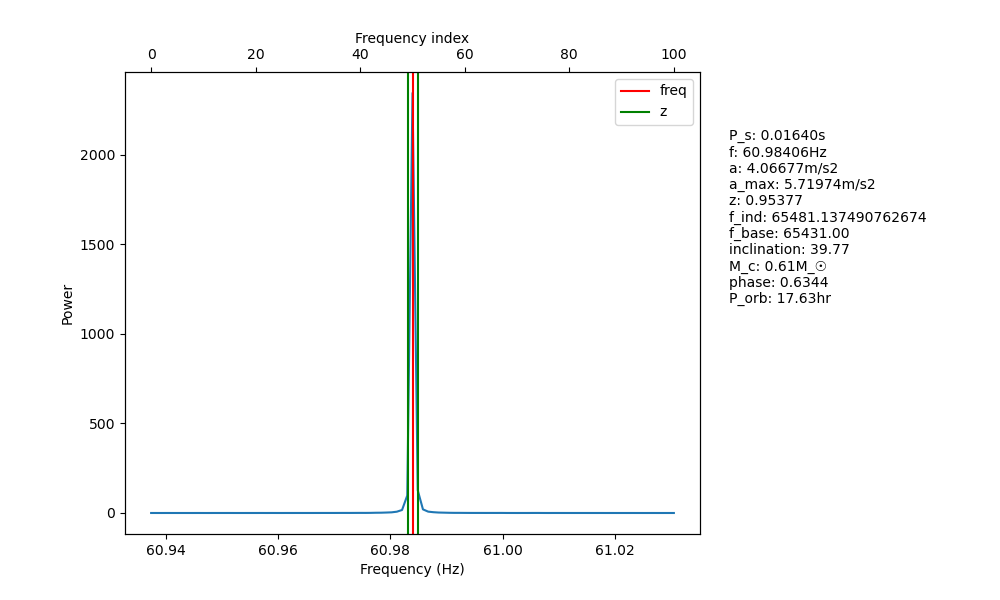 Frequency index
0 20 40 60 80 100
freq
z
2000
1500
1000
500
0
Power
60.94 60.96 60.98 61.00 61.02
Frequency (Hz)
P_s: 0.01640s
f: 60.98406Hz
a: 4.06677m/s2
a_max: 5.71974m/s2
z: 0.95377
f_ind: 65481.137490762674
f_base: 65431.00
inclination: 39.77
M_c: 0.61M_☉
phase: 0.6344
P_orb: 17.63hr